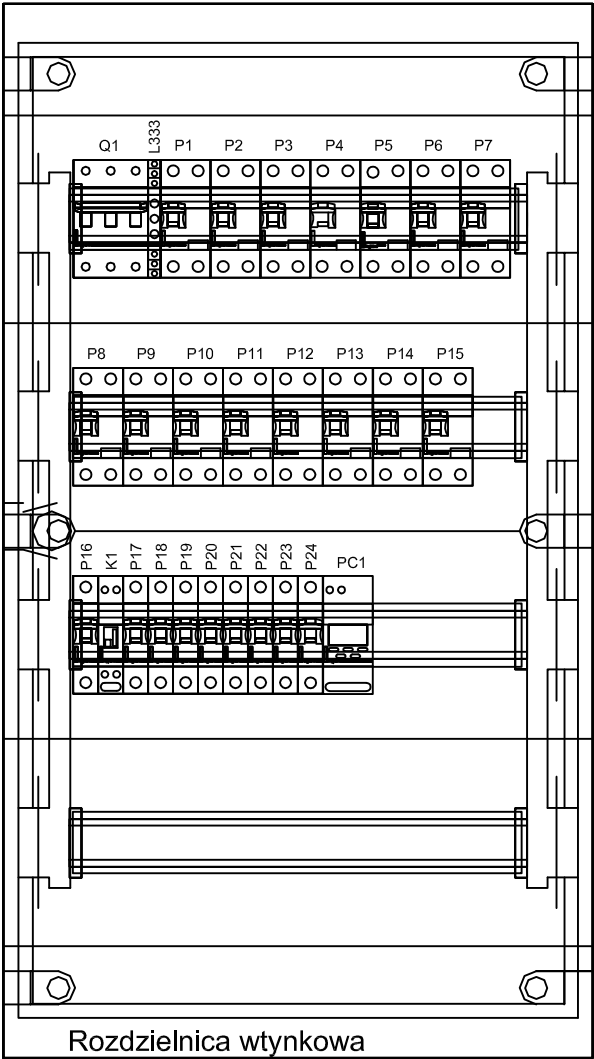 Q1 L333 P1 P2 P3 P4 P5 P6 P7
P8 P9 P10 P11 P12 P13 P14 P15
P16 K1 P17 P18 P19 P20 P21 P22 P23 P24 PC1
Rozdzielnica wtynkowa